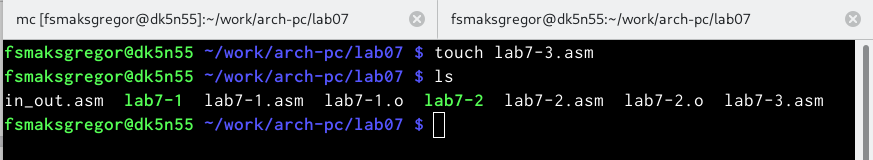 mc [fsmaksgregor@dk5n55]:~/work/arch-pc/lab07 fsmaksgregor@dk5n55:~/work/arch-pc/lab07
fsmaksgregor@dk5n55 ~/work/arch-pc/lab07 $ touch lab7-3.asm
fsmaksgregor@dk5n55 ~/work/arch-pc/lab07 $ ls
in_out.asm lab7-1 lab7-1.asm lab7-1.o lab7-2 lab7-2.asm lab7-2.o lab7-3.asm
fsmaksgregor@dk5n55 ~/work/arch-pc/lab07 $